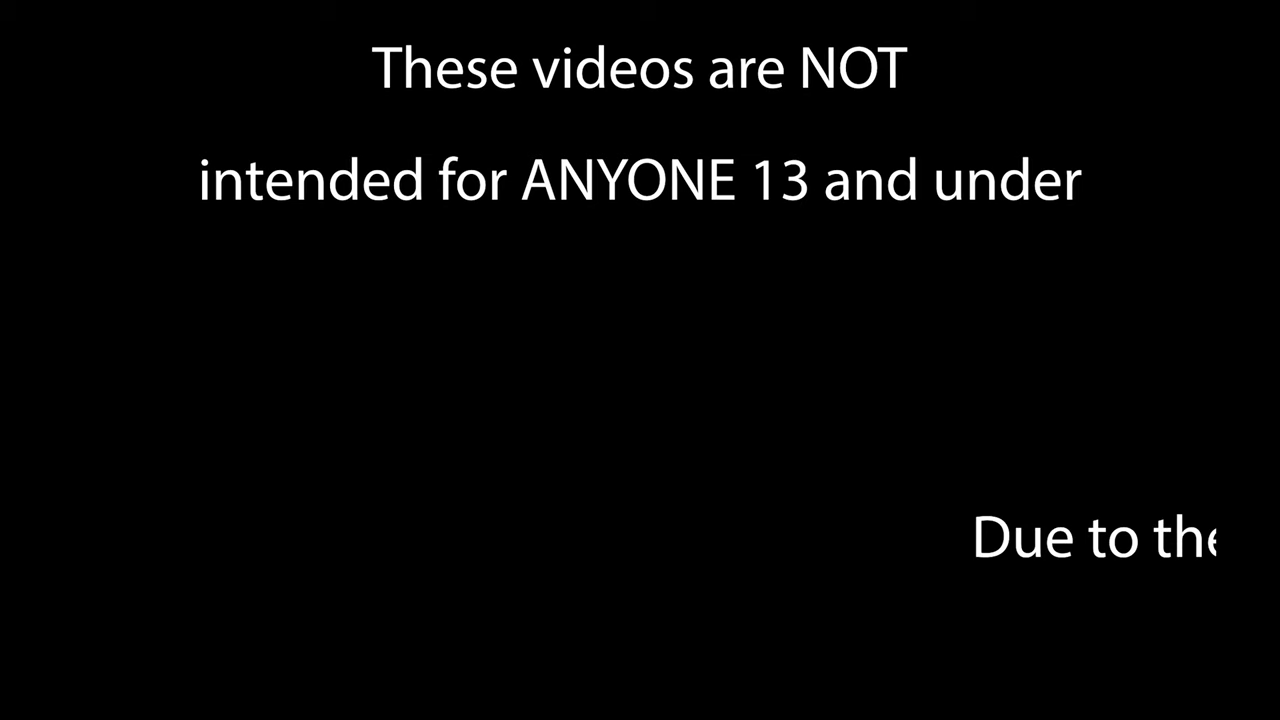 These videos are NOT
intended for ANYONE 13 and under
Due to the